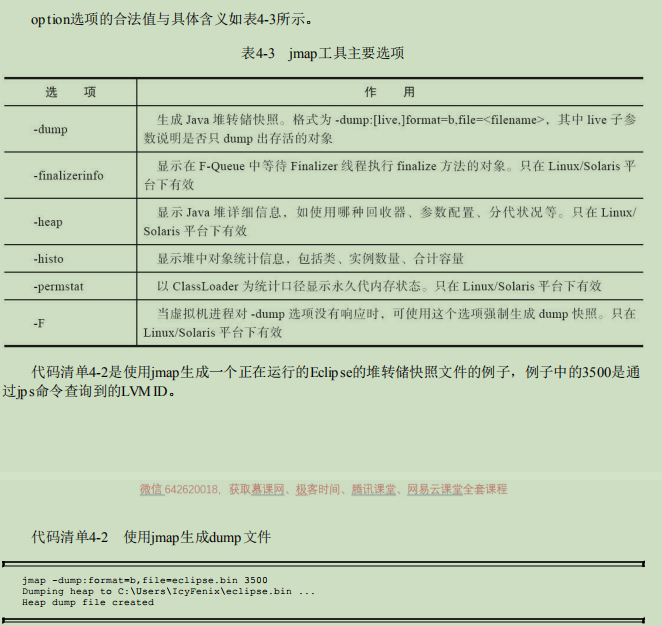 option选项的合法值与具体含义如表4-3所示。
表4-3 jmap工具主要选项
选 项 作 用
-dump 生成 Java 堆转储快照。格式为 -dump:[live,]format=b,file=<filename>，其中 live 子参
数说明是否只 dump 出存活的对象
-finalizerinfo 显示在 F-Queue 中等待 Finalizer 线程执行 finalize 方法的对象。只在 Linux/Solaris 平
台下有效
-heap 显示 Java 堆详细信息，如使用哪种回收器、参数配置、分代状况等。只在 Linux/
Solaris 平台下有效
-histo 显示堆中对象统计信息，包括类、实例数量、合计容量
-permstat 以 ClassLoader 为统计口径显示永久代内存状态。只在 Linux/Solaris 平台下有效
-F 当虚拟机进程对 -dump 选项没有响应时，可使用这个选项强制生成 dump 快照。只在
Linux/Solaris 平台下有效
代码清单4-2是使用jmap生成一个正在运行的Eclipse的堆转储快照文件的例子，例子中的3500是通
过jps命令查询到的LVMID。
微信 642620018，获取慕课网、极客时间、腾讯课堂、网易云课堂全套课程
代码清单4-2 使用jmap生成dump文件
jmap -dump:format=b,file=eclipse.bin 3500
Dumping heap to C:\Users\IcyFenix\eclipse.bin ...
Heap dump file created